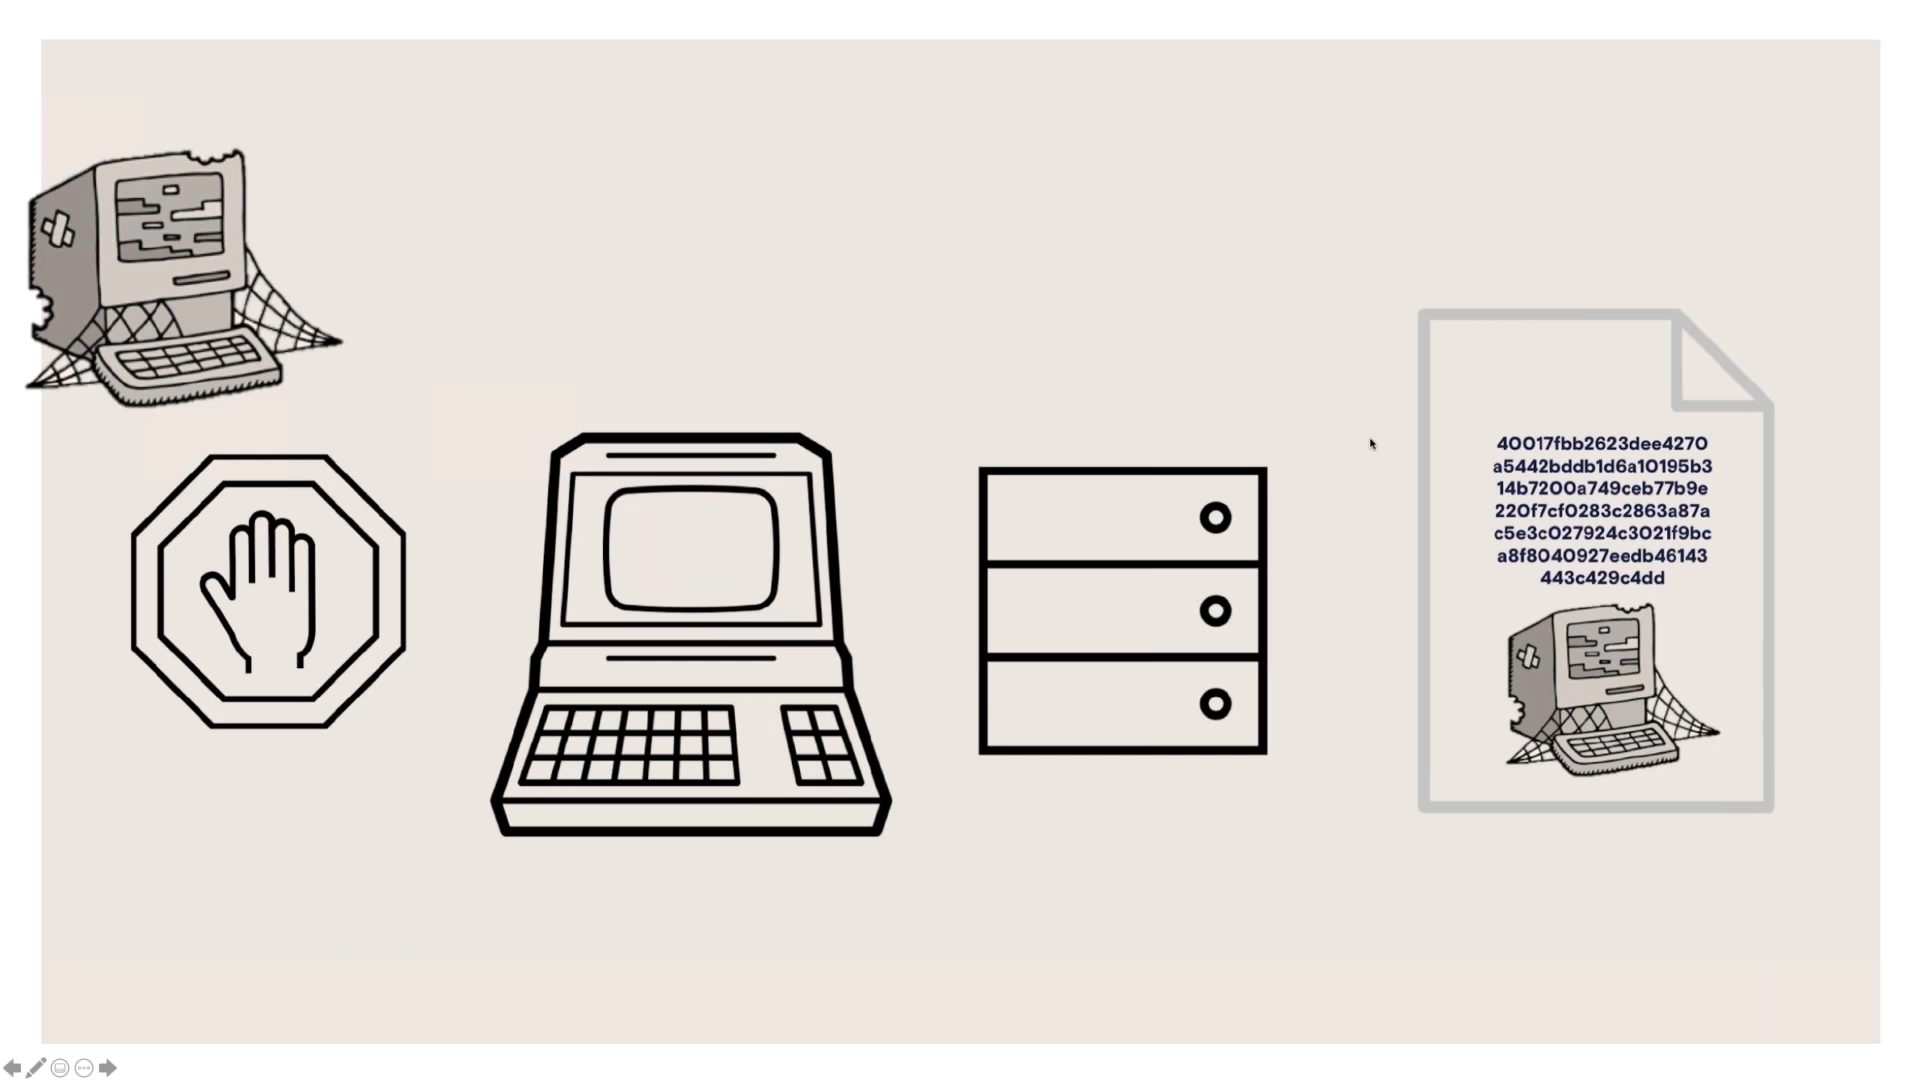 40017fbb2623dee4270
a5442bddb1d6a10195b3
14b7200a749ceb77b9e
220f7cf0283c2863a87a
c5e3c027924c3021f9bc
a8f8040927eedb46143
443c429c4dd